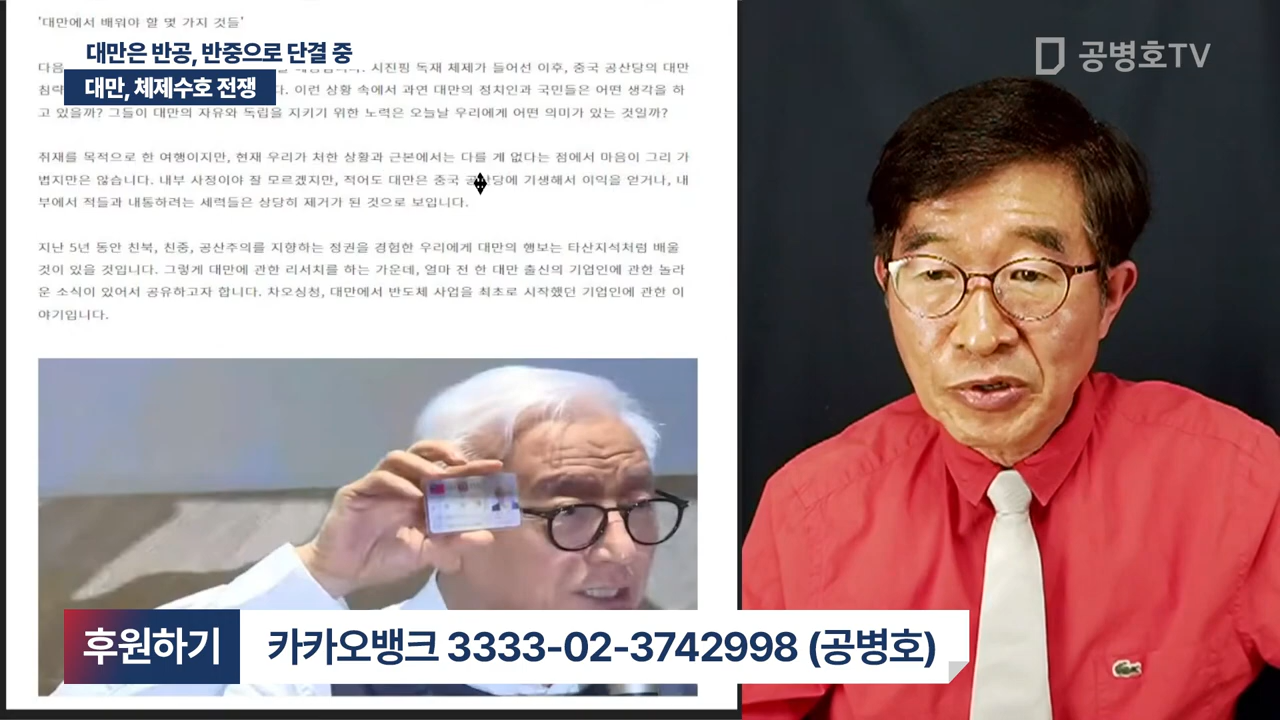 '대만에서 배워야 할 몇 가지 것들'
대만은 반공, 반중으로 단결 중
대만, 체제수호 전쟁
공병호TV
다음 시진핑 독재 체제가 들어선 이후, 중국 공산당의 대만
침략 이런 상황 속에서 과연 대만의 정치인과 국민들은 어떤 생각을 하
고 있을까? 그들이 대만의 자유와 독립을 지키기 위한 노력은 오늘날 우리에게 어떤 의미가 있는 것일까?
취재를 목적으로 한 여행이지만, 현재 우리가 처한 상황과 근본에서는 다를 게 없다는 점에서 마음이 그리 가
볍지만은 않습니다. 내부 사정이야 잘 모르겠지만, 적어도 대만은 중국 공산당에 기생해서 이익을 얻거나, 내
부에서 적들과 내통하려는 세력들은 상당히 제거가 된 것으로 보입니다.
지난 5년 동안 친북, 친중, 공산주의를 지향하는 정권을 경험한 우리에게 대만의 행보는 타산지석처럼 배울
것이 있을 것입니다. 그렇게 대만에 관한 리서치를 하는 가운데, 얼마 전 한 대만 출신의 기업인에 관한 놀라
운 소식이 있어서 공유하고자 합니다. 차오싱청, 대만에서 반도체 사업을 최초로 시작했던 기업인에 관한 이
야기입니다.
후원하기 카카오뱅크 3333-02-3742998 (공병호)